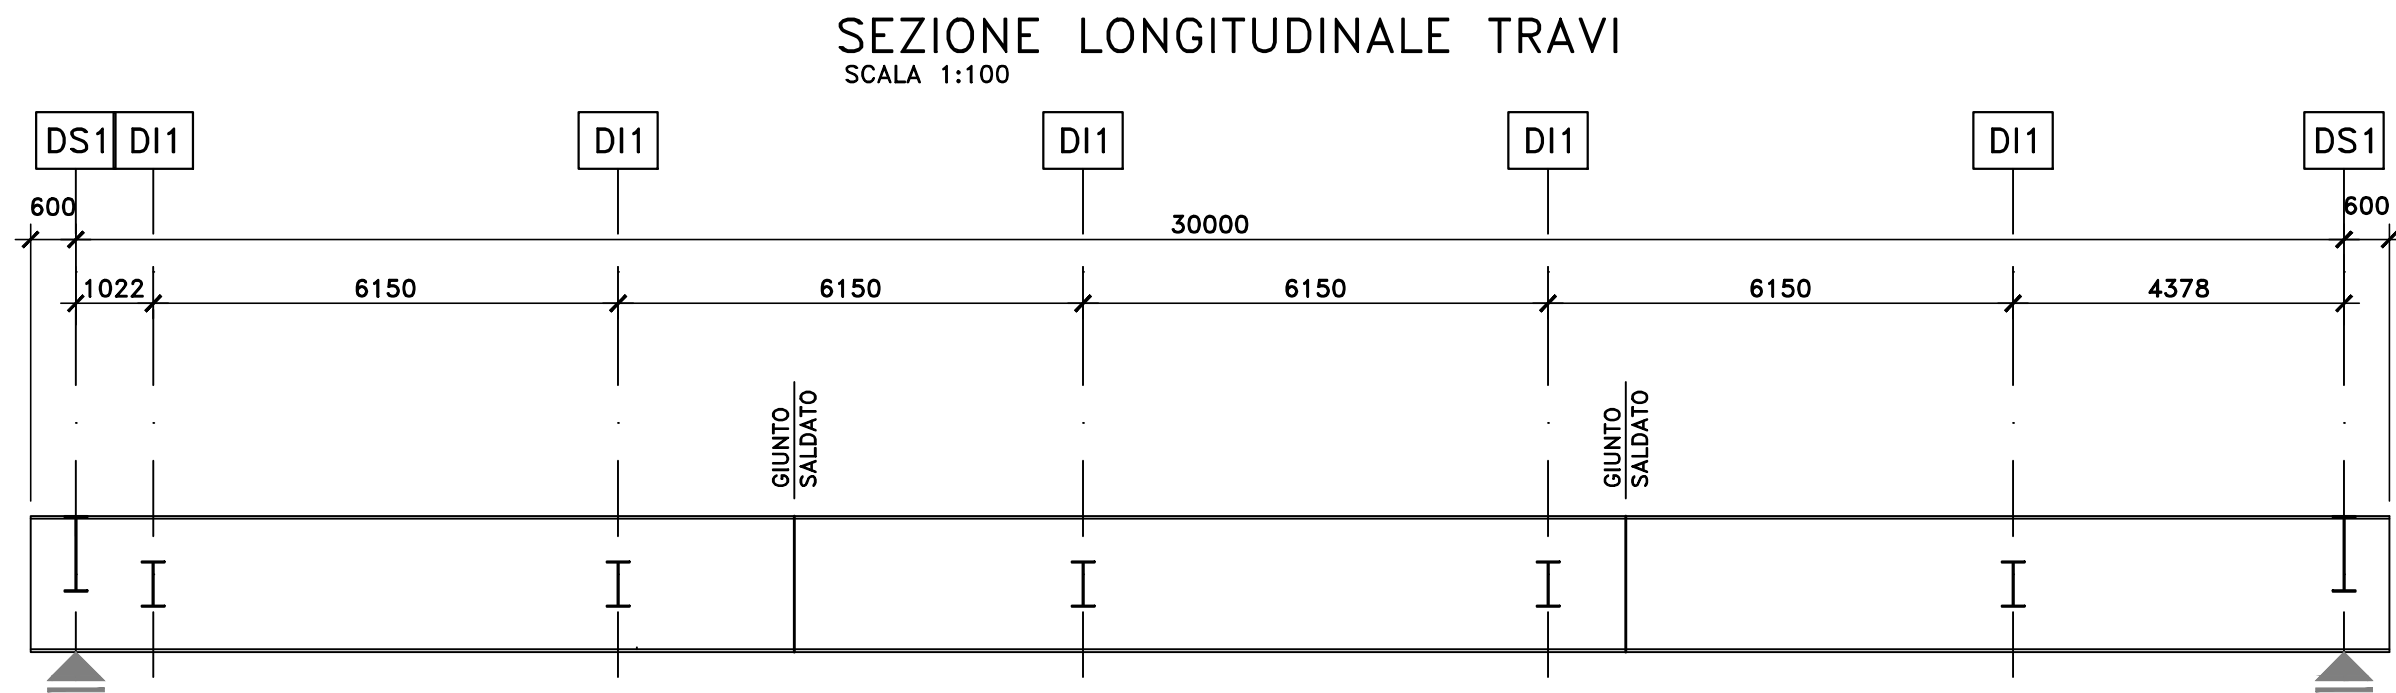 SEZIONE LONGITUDINALE TRAVI
SCALA 1:100
DS1 DI1 DI1 DI1 DI1 DI1 DS1
600 30000 600
1022 6150 6150 6150 6150 4378
GIUNTO
SALDATO
GIUNTO
SALDATO